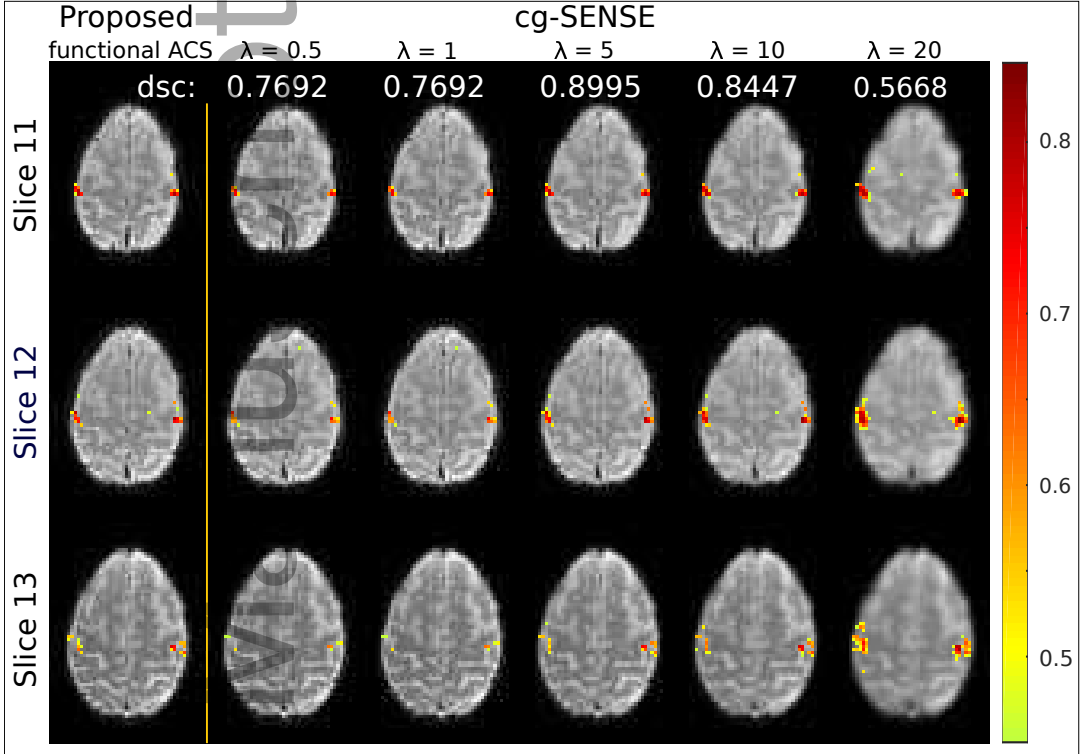 Proposed cg-SENSE
functional ACS λ = 0.5 λ = 1 λ = 5 λ = 10 λ = 20
dsc: 0.7692 0.7692 0.8995 0.8447 0.5668
Slice 11
Slice 12
Slice 13
0.8
0.7
0.6
0.5